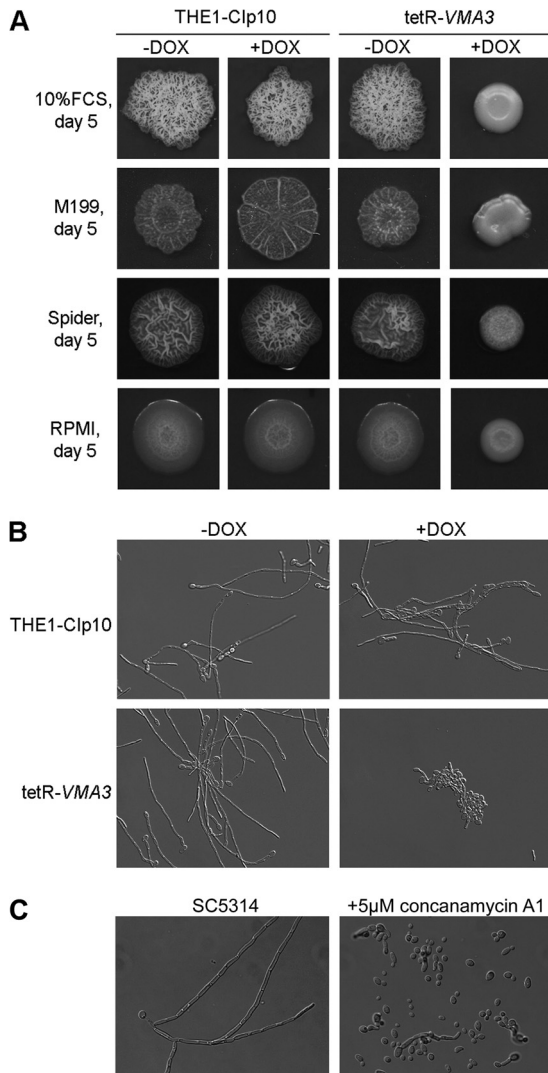 A
THE1-CIp10 tetR-VMA3
-DOX +DOX -DOX +DOX
10%FCS,
day 5
M199,
day 5
Spider,
day 5
RPMI,
day 5
B
-DOX +DOX
THE1-CIp10
tetR-VMA3
C
SC5314 +5µM concanamycin A1